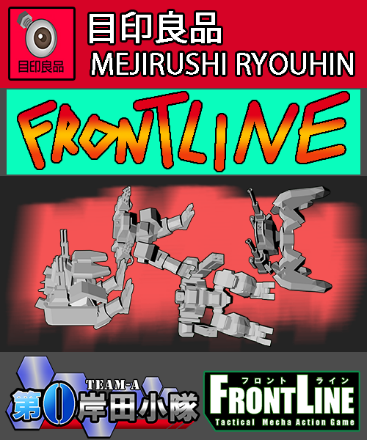 目印良品
目印良品
MEJIRUSHI RYOUHIN
FRONTLINE
TEAM-A
第0岸田小隊
フロント ライン
FRONTLINE
Tactical Mecha Action Game